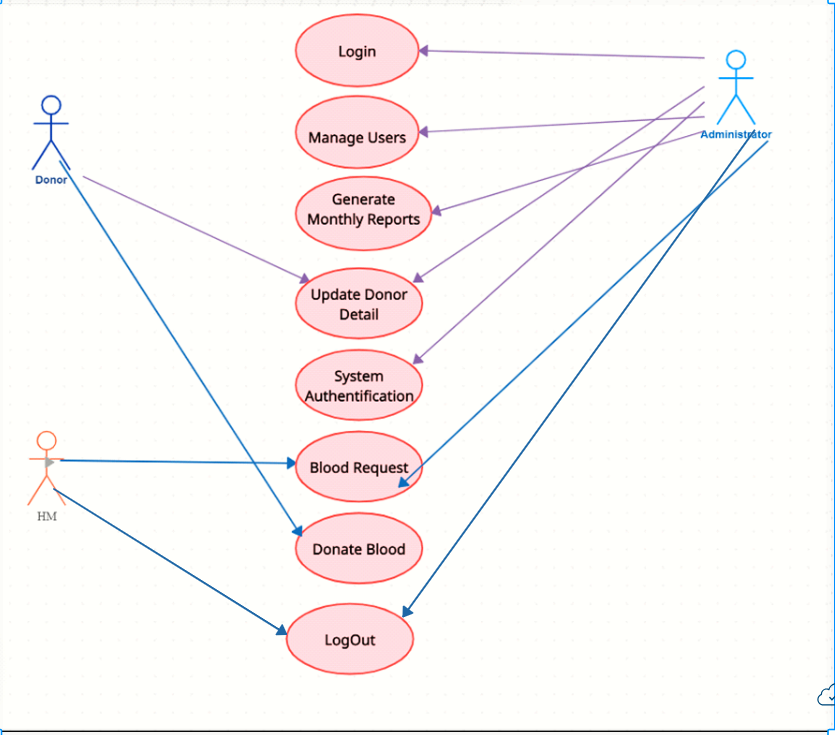 Login
Administrator
Manage Users
Donor
Generate
Monthly Reports
Update Donor
Detail
System
Authentification
Blood Request
HM
Donate Blood
LogOut